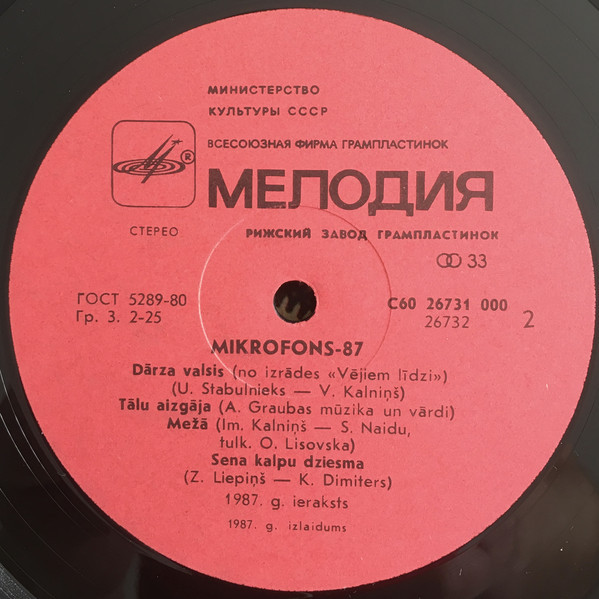 МИНИСТЕРСТВО
КУЛЬТУРЫ СССР
ВСЕСОЮЗНАЯ ФИРМА ГРАМПЛАСТИНОК
®
МЕЛОДИЯ
СТЕРЕО
РИЖСКИЙ ЗАВОД ГРАМПЛАСТИНОК
33
ГОСТ 5289-80
Гр. 3. 2-25
С60 26731 000
26732
2
MIKROFONS-87
Dārza valsis (no izrādes «Vējiem līdzi»)
(U. Stabulnieks — V. Kalniņš)
Tālu aizgāja (A. Graubas mūzika un vārdi)
Mežā (Im. Kalniņš — S. Naidu,
tulk. O. Lisovska)
Sena kalpu dziesma
(Z. Liepiņš — K. Dimiters)
1987. g. ieraksts
1987. g. izlaidums